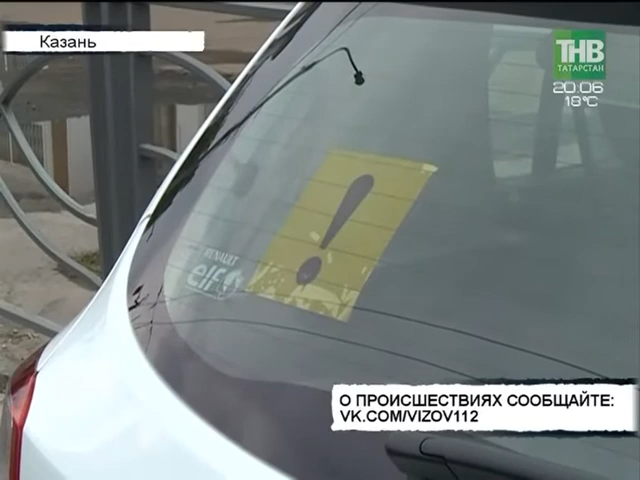 Казань
ТНВ
ТАТАРСТАН
20:06
18°C
!
RENAULT
elf
О ПРОИСШЕСТВИЯХ СООБЩАЙТЕ:
VK.COM/VIZOV112